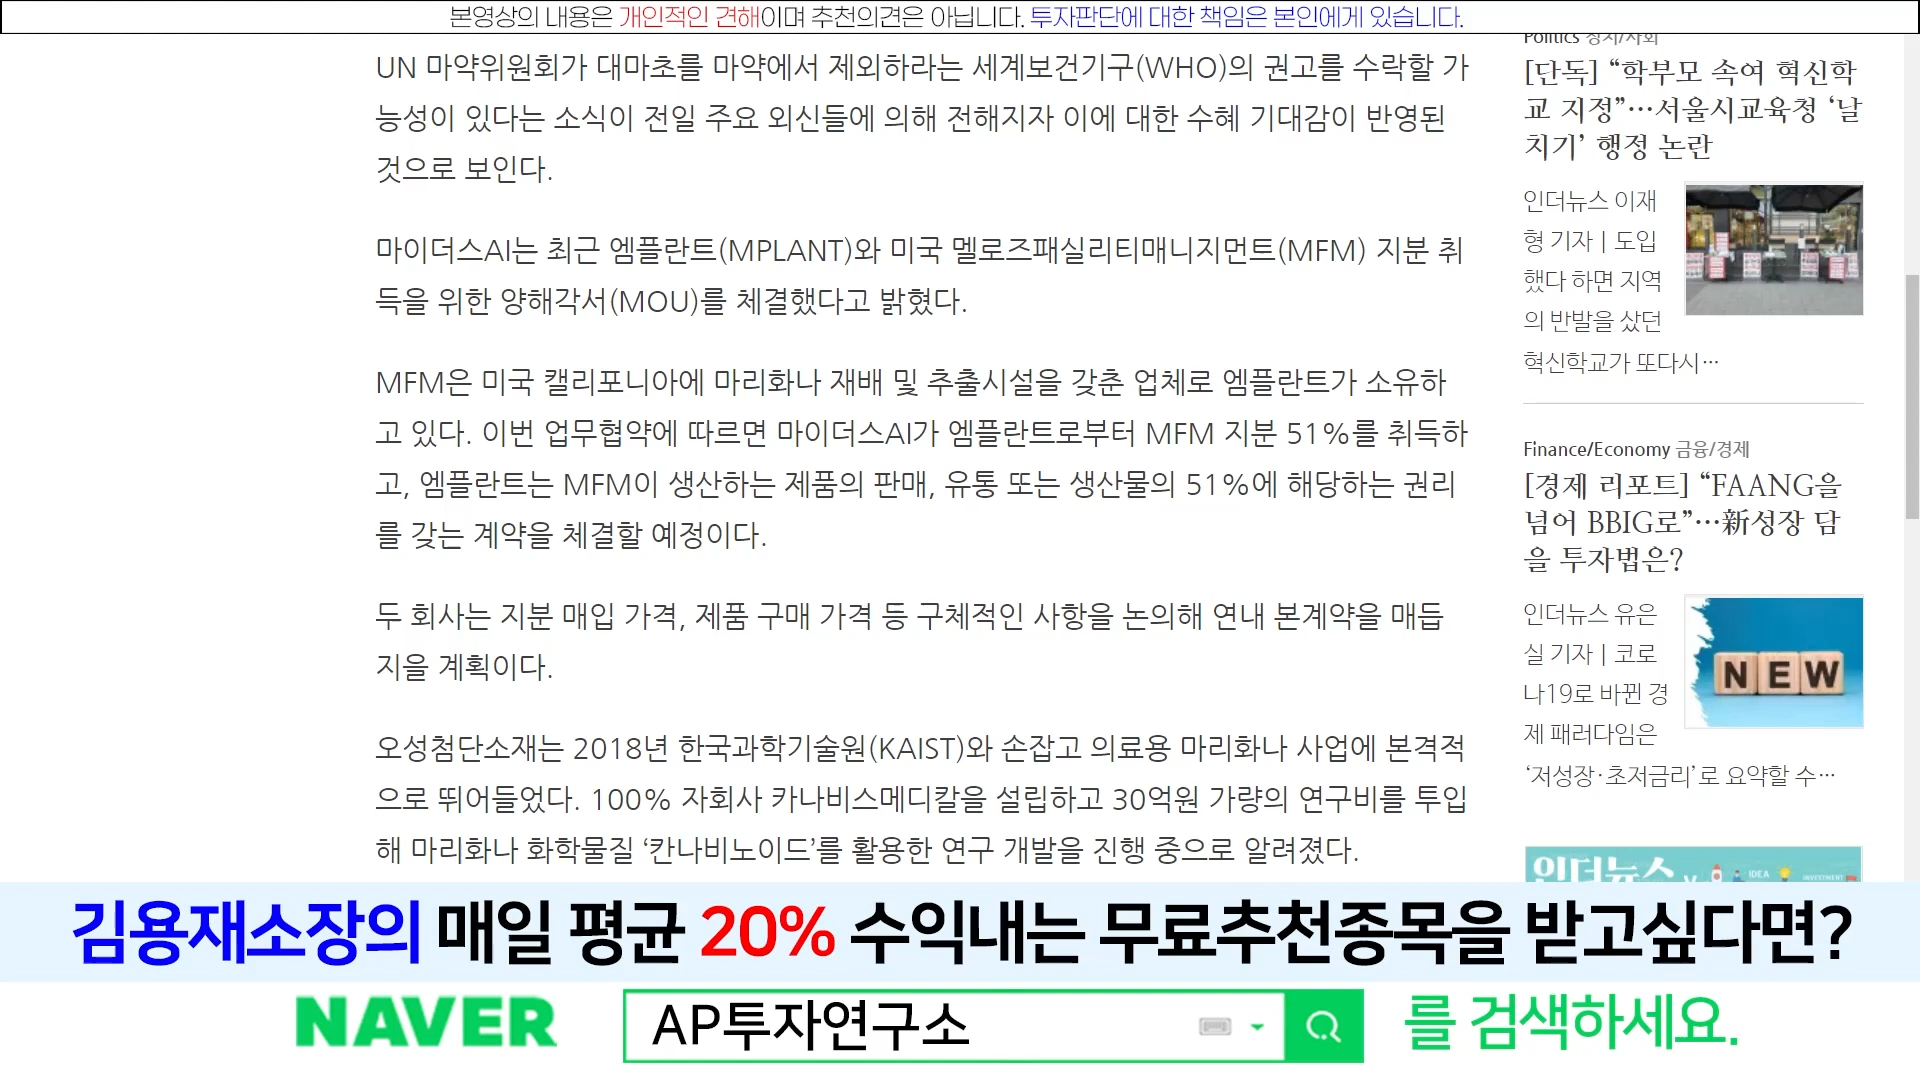 본영상의 내용은 개인적인 견해이며 추천의견은 아닙니다. 투자판단에 대한 책임은 본인에게 있습니다.
UN 마약위원회가 대마초를 마약에서 제외하라는 세계보건기구(WHO)의 권고를 수락할 가
능성이 있다는 소식이 전일 주요 외신들에 의해 전해지자 이에 대한 수혜 기대감이 반영된
것으로 보인다.
마이더스AI는 최근 엠플란트(MPLANT)와 미국 멜로즈패실리티매니지먼트(MFM) 지분 취
득을 위한 양해각서(MOU)를 체결했다고 밝혔다.
MFM은 미국 캘리포니아에 마리화나 재배 및 추출시설을 갖춘 업체로 엠플란트가 소유하
고 있다. 이번 업무협약에 따르면 마이더스AI가 엠플란트로부터 MFM 지분 51%를 취득하
고, 엠플란트는 MFM이 생산하는 제품의 판매, 유통 또는 생산물의 51%에 해당하는 권리
를 갖는 계약을 체결할 예정이다.
두 회사는 지분 매입 가격, 제품 구매 가격 등 구체적인 사항을 논의해 연내 본계약을 매듭
지을 계획이다.
오성첨단소재는 2018년 한국과학기술원(KAIST)와 손잡고 의료용 마리화나 사업에 본격적
으로 뛰어들었다. 100% 자회사 카나비스메디칼을 설립하고 30억원 가량의 연구비를 투입
해 마리화나 화학물질 ‘칸나비노이드’를 활용한 연구 개발을 진행 중으로 알려졌다.
Politics 정치/사회
[단독] “학부모 속여 혁신학
교 지정”…서울시교육청 ‘날
치기’ 행정 논란
인더뉴스 이재
형 기자 | 도입
했다 하면 지역
의 반발을 샀던
혁신학교가 또다시…
Finance/Economy 금융/경제
[경제 리포트] “FAANG을
넘어 BBIG로”…新성장 담
을 투자법은?
인더뉴스 유은
실 기자 | 코로
나19로 바뀐 경
제 패러다임은
‘저성장·초저금리’로 요약할 수…
NEW
인더뉴스
IDEA
INVESTMENT
김용재소장의 매일 평균 20% 수익내는 무료추천종목을 받고싶다면?
NAVER AP투자연구소 를 검색하세요.